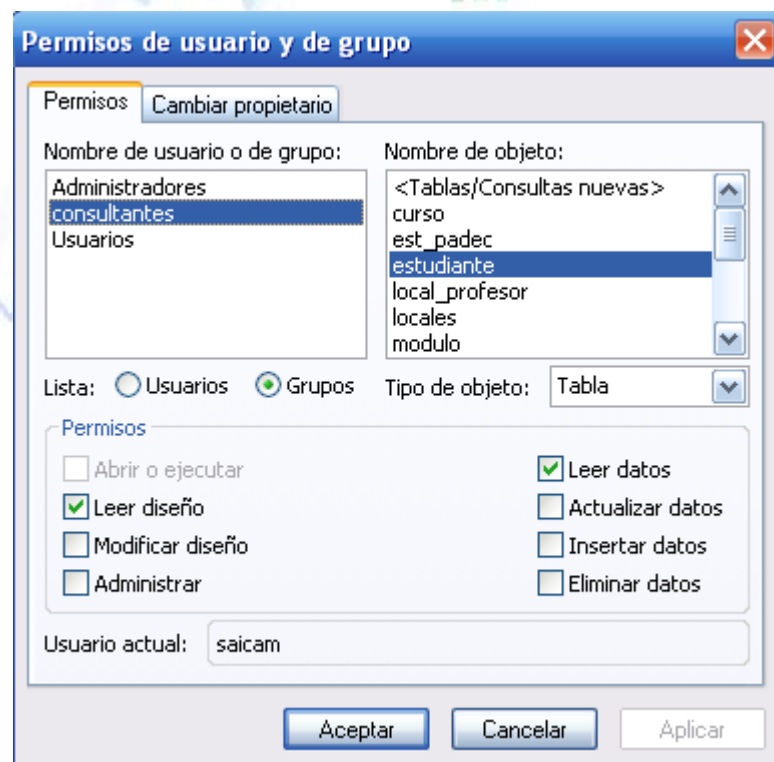 Permisos de usuario y de grupo
Permisos
Cambiar propietario
Nombre de usuario o de grupo:
Administradores
consultantes
Usuarios
Nombre de objeto:
<Tablas/Consultas nuevas>
curso
est_padec
estudiante
local_profesor
locales
modulo
Lista: Usuarios Grupos
Tipo de objeto: Tabla
Permisos
Abrir o ejecutar
Leer diseño
Modificar diseño
Administrar
Leer datos
Actualizar datos
Insertar datos
Eliminar datos
Usuario actual: saicam
Aceptar Cancelar Aplicar